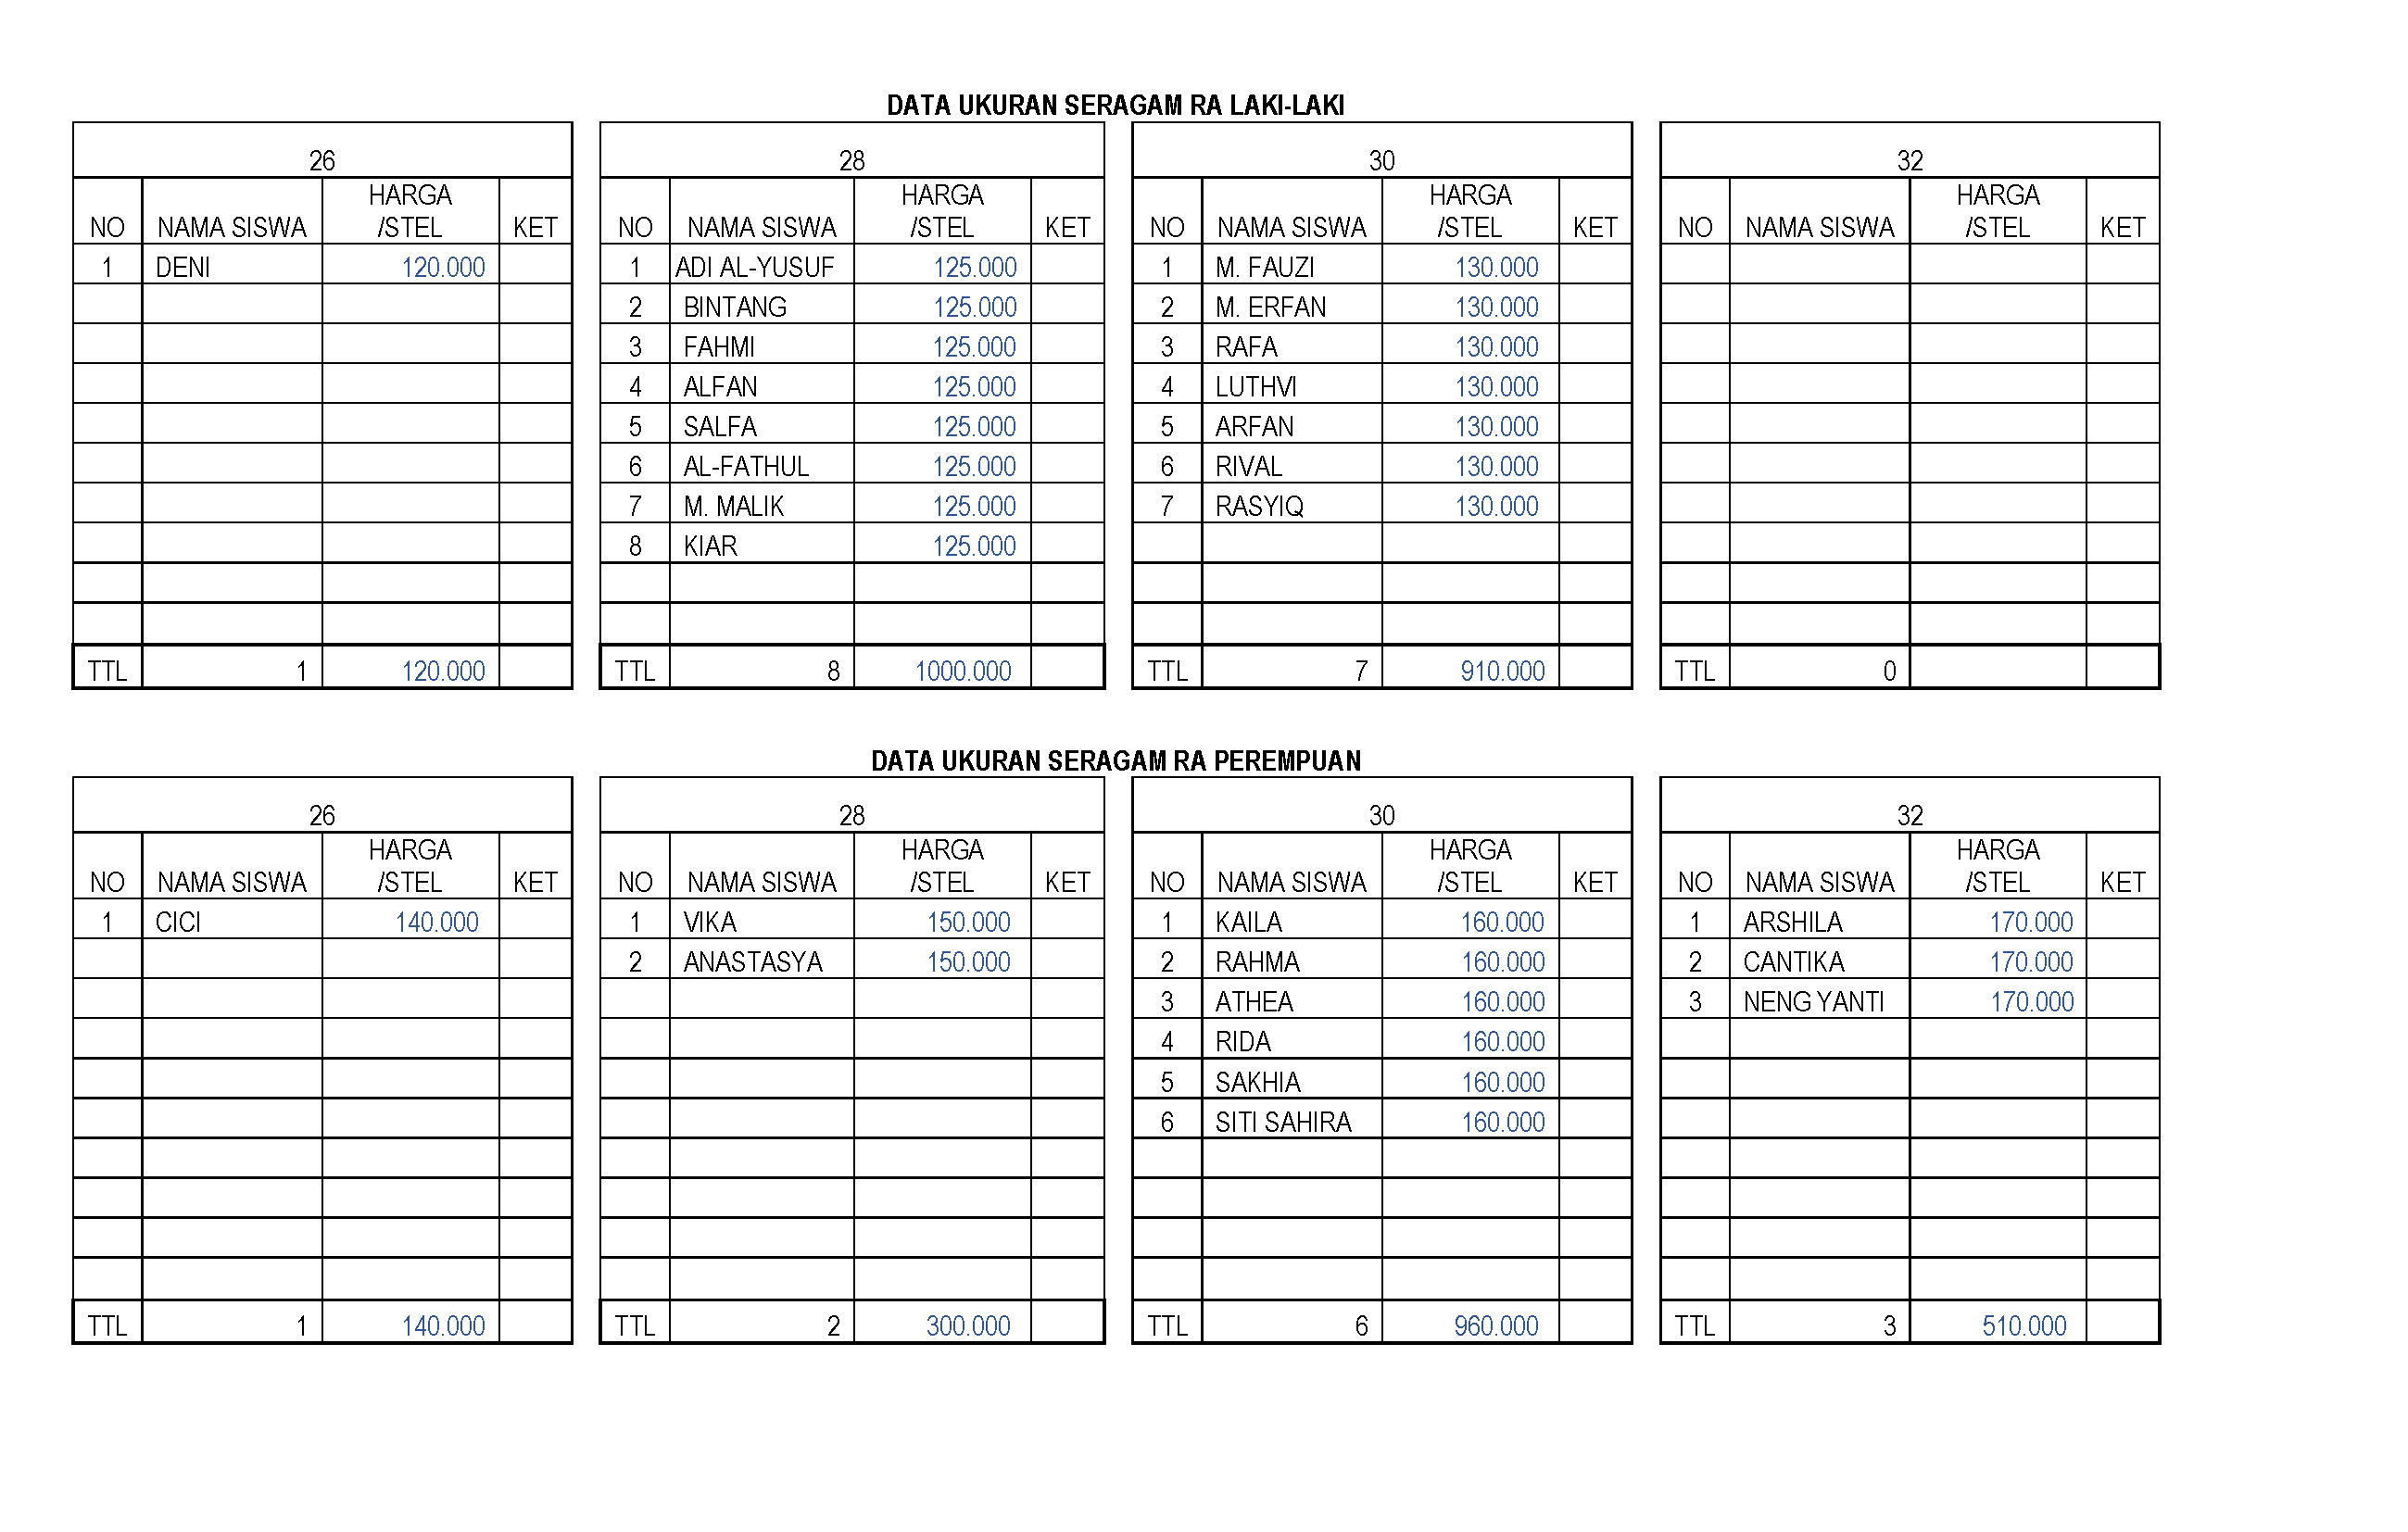 DATA UKURAN SERAGAM RA LAKI-LAKI
26 28 30 32
HARGA HARGA HARGA HARGA
NO NAMA SISWA /STEL KET NO NAMA SISWA /STEL KET NO NAMA SISWA /STEL KET NO NAMA SISWA /STEL KET
1 DENI 120.000 1 ADI AL-YUSUF 125.000 1 M. FAUZI 130.000
2 BINTANG 125.000 2 M. ERFAN 130.000
3 FAHMI 125.000 3 RAFA 130.000
4 ALFAN 125.000 4 LUTHVI 130.000
5 SALFA 125.000 5 ARFAN 130.000
6 AL-FATHUL 125.000 6 RIVAL 130.000
7 M. MALIK 125.000 7 RASYIQ 130.000
8 KIAR 125.000
TTL 1 120.000 TTL 8 1000.000 TTL 7 910.000 TTL 0
DATA UKURAN SERAGAM RA PEREMPUAN
26 28 30 32
HARGA HARGA HARGA HARGA
NO NAMA SISWA /STEL KET NO NAMA SISWA /STEL KET NO NAMA SISWA /STEL KET NO NAMA SISWA /STEL KET
1 CICI 140.000 1 VIKA 150.000 1 KAILA 160.000 1 ARSHILA 170.000
2 ANASTASYA 150.000 2 RAHMA 160.000 2 CANTIKA 170.000
3 ATHEA 160.000 3 NENG YANTI 170.000
4 RIDA 160.000
5 SAKHIA 160.000
6 SITI SAHIRA 160.000
TTL 1 140.000 TTL 2 300.000 TTL 6 960.000 TTL 3 510.000